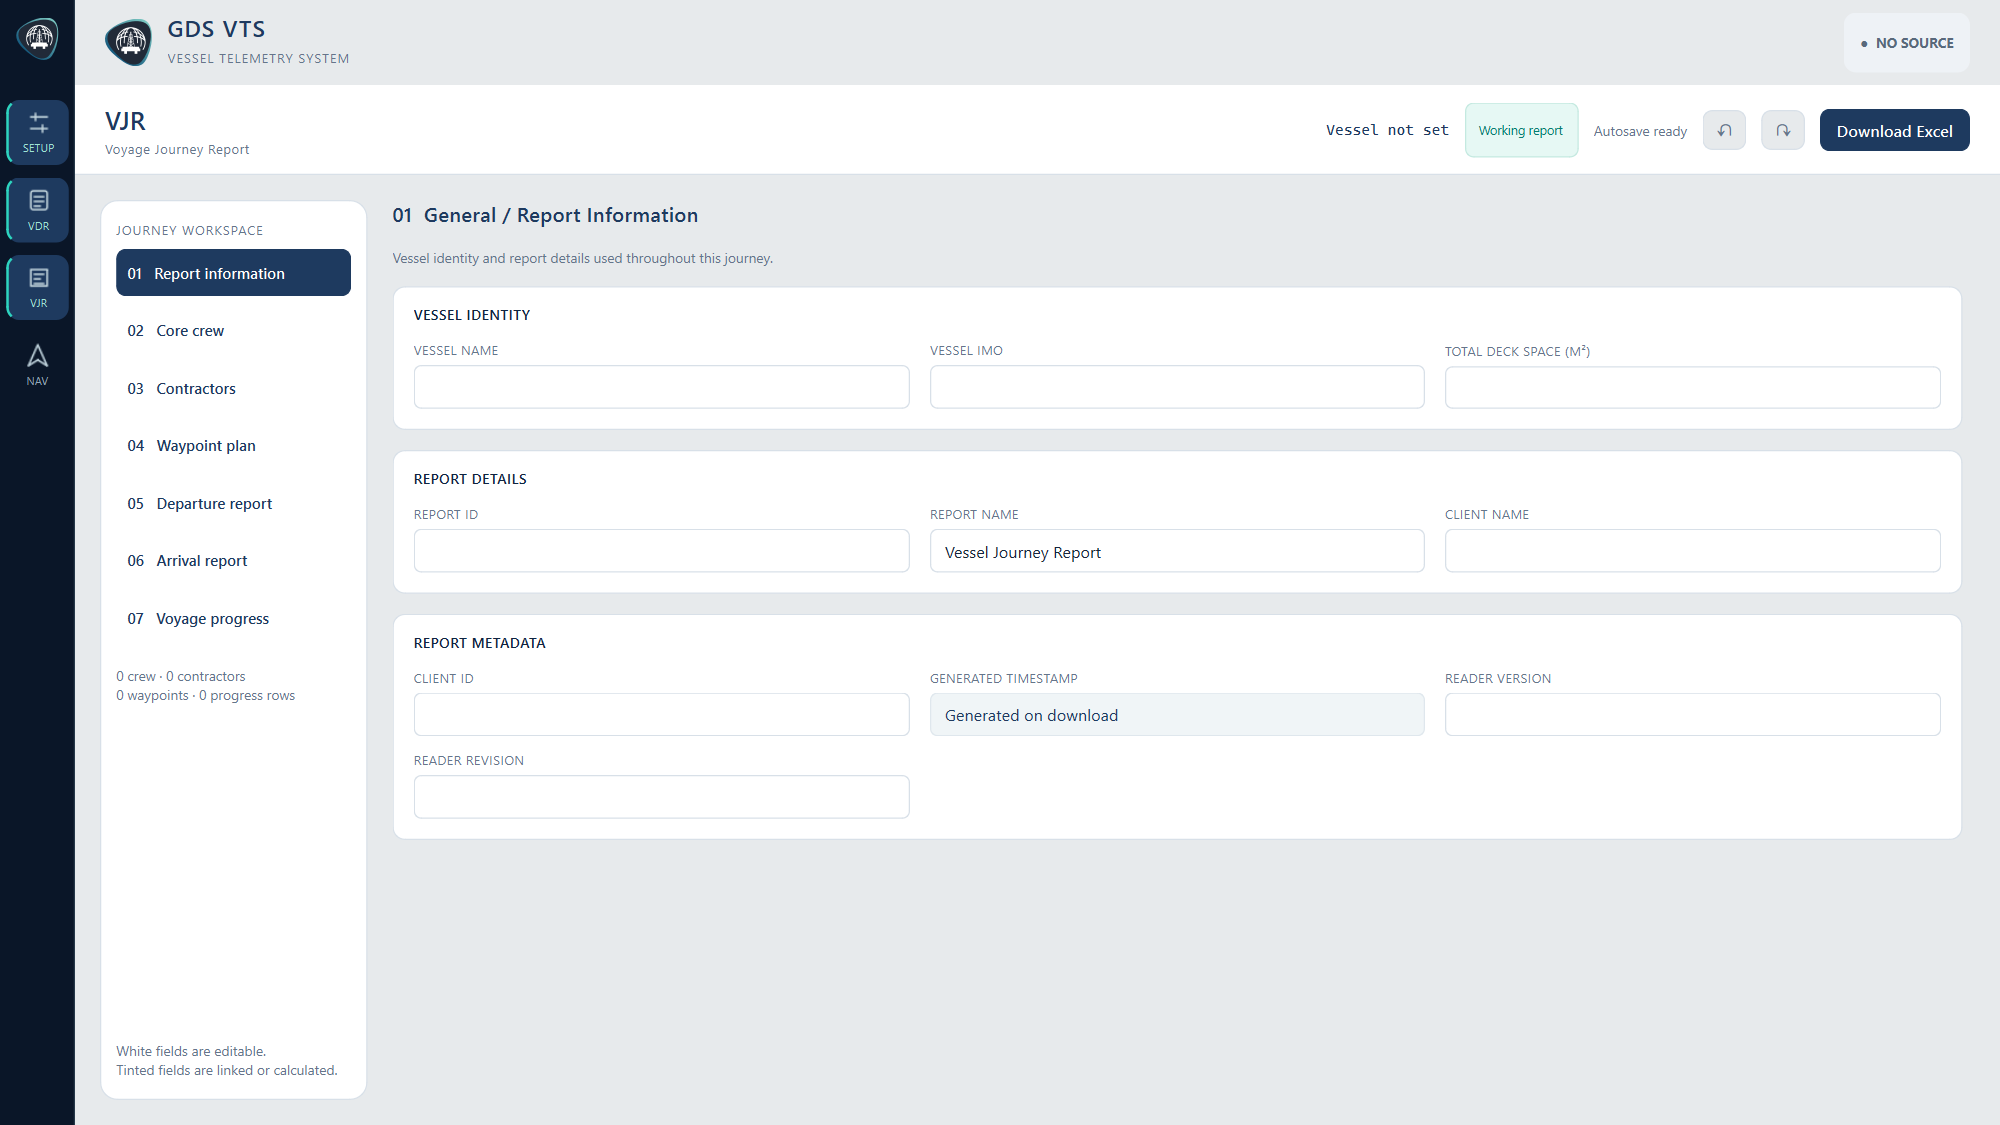 GDS VTS
VESSEL TELEMETRY SYSTEM
NO SOURCE
SETUP
VDR
VJR
NAV
VJR
Voyage Journey Report
Vessel not set
Working report
Autosave ready
Download Excel
JOURNEY WORKSPACE
01 Report information
02 Core crew
03 Contractors
04 Waypoint plan
05 Departure report
06 Arrival report
07 Voyage progress
0 crew · 0 contractors
0 waypoints · 0 progress rows
White fields are editable.
Tinted fields are linked or calculated.
01 General / Report Information
Vessel identity and report details used throughout this journey.
VESSEL IDENTITY
VESSEL NAME
VESSEL IMO
TOTAL DECK SPACE (M²)
REPORT DETAILS
REPORT ID
REPORT NAME
CLIENT NAME
Vessel Journey Report
REPORT METADATA
CLIENT ID
GENERATED TIMESTAMP
READER VERSION
Generated on download
READER REVISION